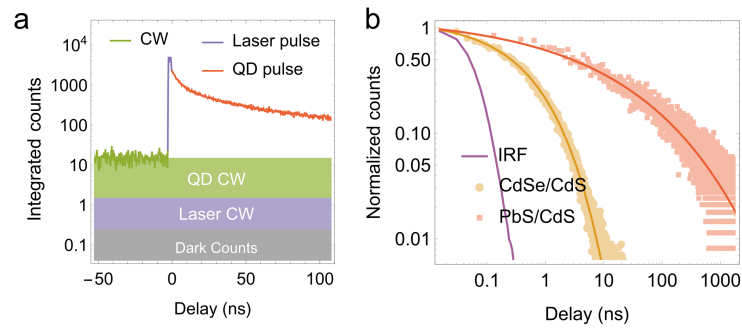 a
CW
Laser pulse
QD pulse
10^4
1000
100
10
1
0.1
Integrated counts
QD CW
Laser CW
Dark Counts
−50
0
50
100
Delay (ns)
b
1
0.50
0.10
0.05
0.01
Normalized counts
IRF
CdSe/CdS
PbS/CdS
0.1
1
10
100
1000
Delay (ns)